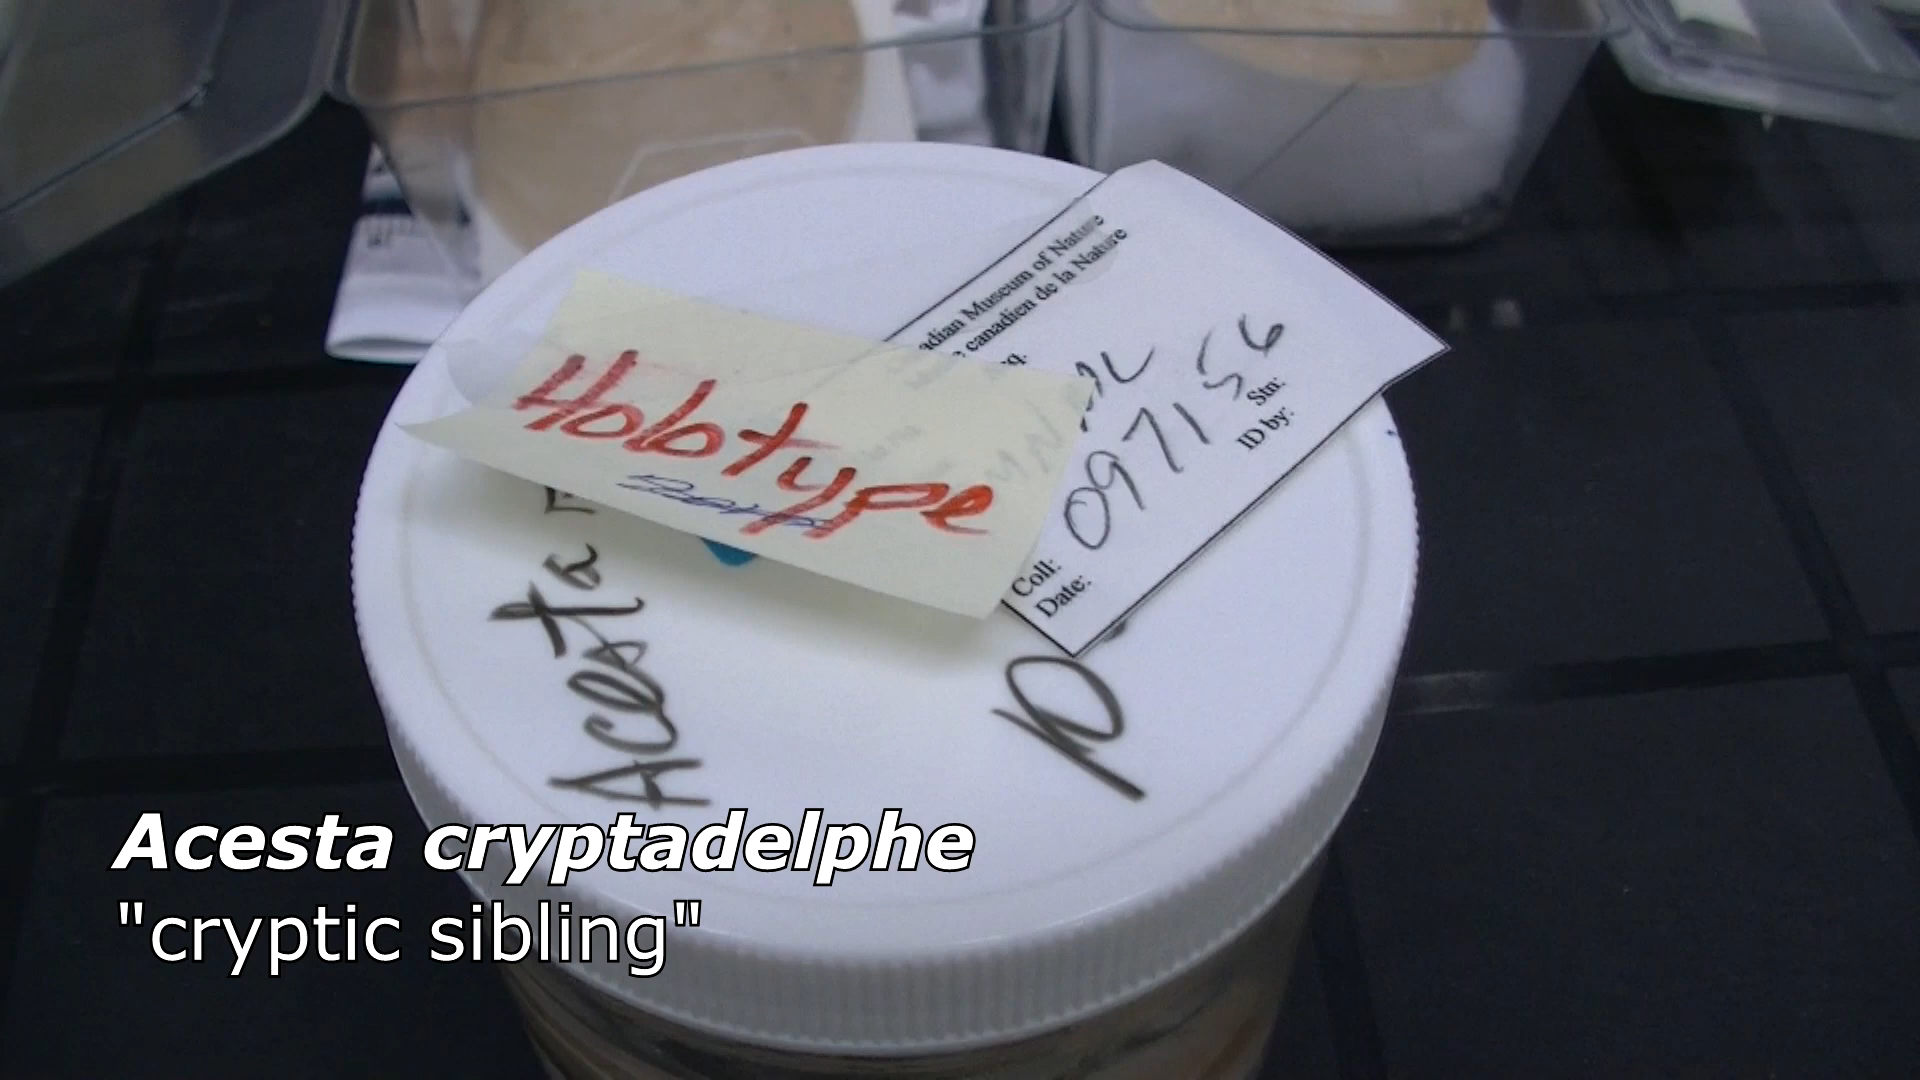 adian Museum of Nature
canadien de la Nature
097156
Stn:
Coll:
ID by:
Date:
Holotype
Acesta
Acesta cryptadelphe
"cryptic sibling"